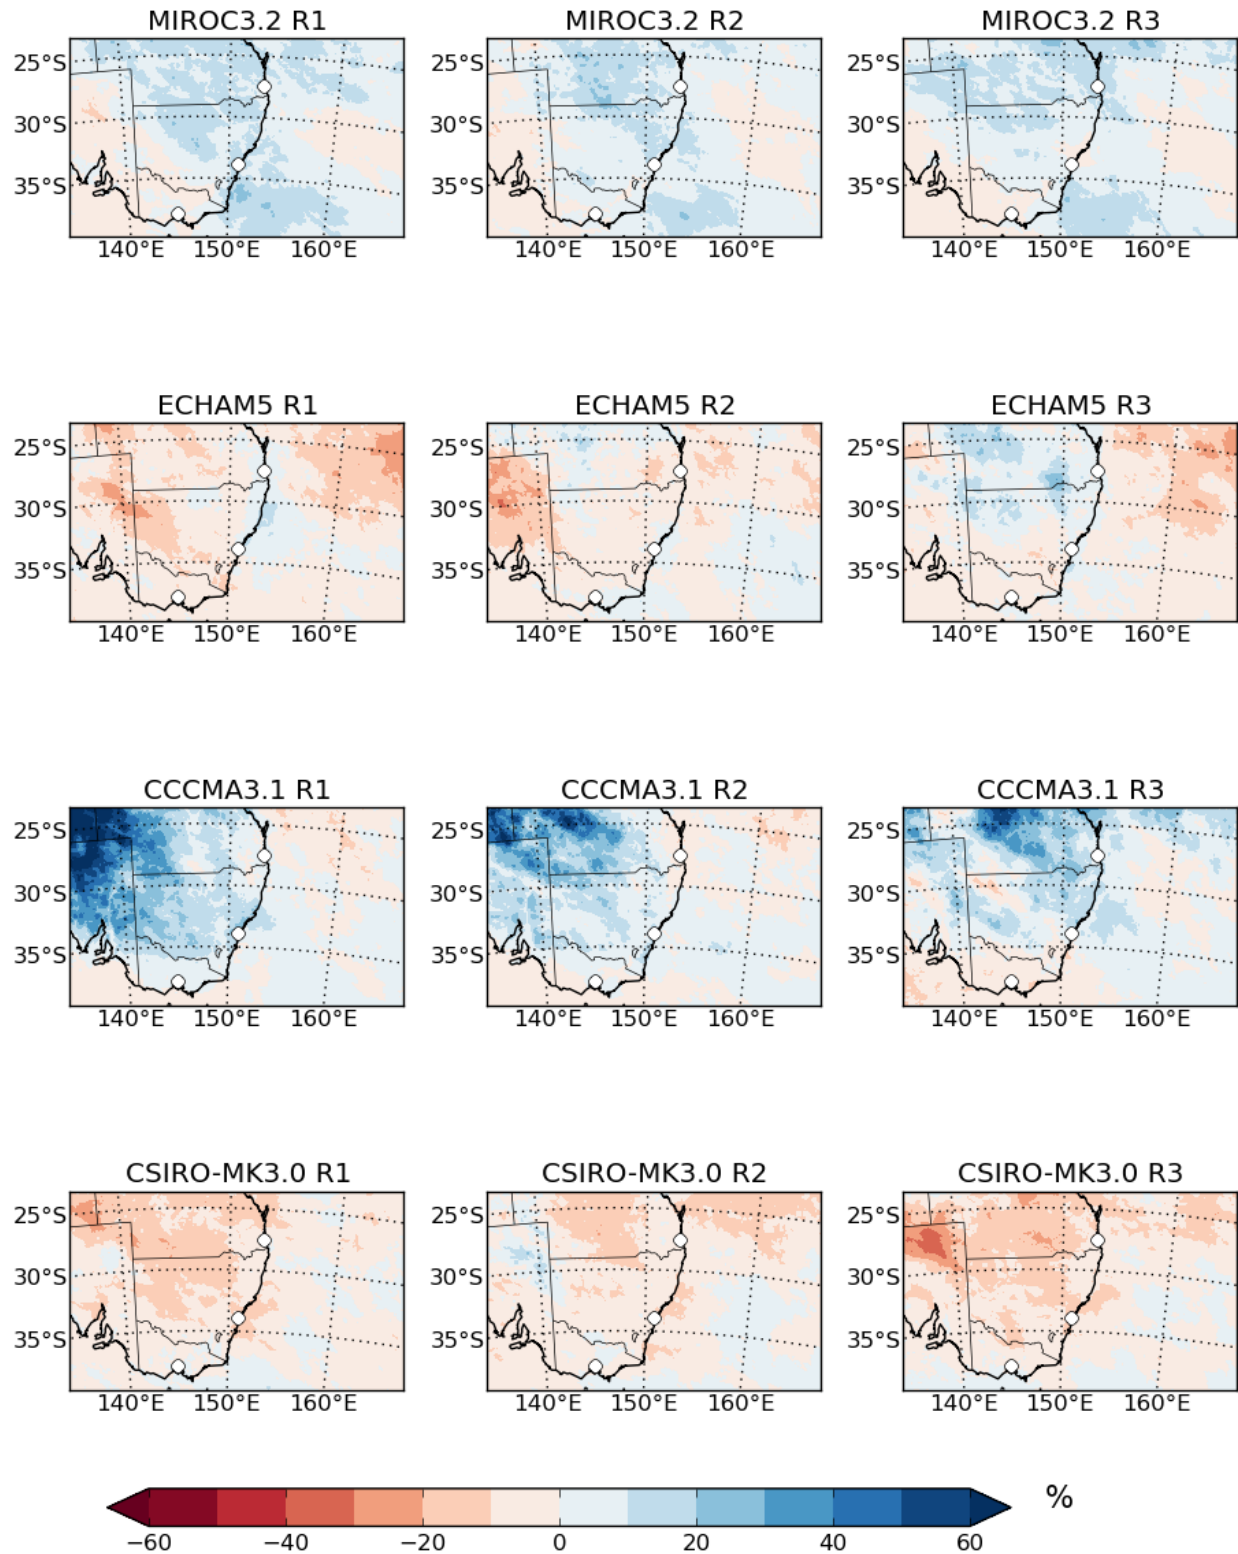 MIROC3.2 R1 MIROC3.2 R2 MIROC3.2 R3
25°S 25°S 25°S
30°S 30°S 30°S
35°S 35°S 35°S
140°E 150°E 160°E 140°E 150°E 160°E 140°E 150°E 160°E
ECHAM5 R1 ECHAM5 R2 ECHAM5 R3
25°S 25°S 25°S
30°S 30°S 30°S
35°S 35°S 35°S
140°E 150°E 160°E 140°E 150°E 160°E 140°E 150°E 160°E
CCCMA3.1 R1 CCCMA3.1 R2 CCCMA3.1 R3
25°S 25°S 25°S
30°S 30°S 30°S
35°S 35°S 35°S
140°E 150°E 160°E 140°E 150°E 160°E 140°E 150°E 160°E
CSIRO-MK3.0 R1 CSIRO-MK3.0 R2 CSIRO-MK3.0 R3
25°S 25°S 25°S
30°S 30°S 30°S
35°S 35°S 35°S
140°E 150°E 160°E 140°E 150°E 160°E 140°E 150°E 160°E
%
−60 −40 −20 0 20 40 60